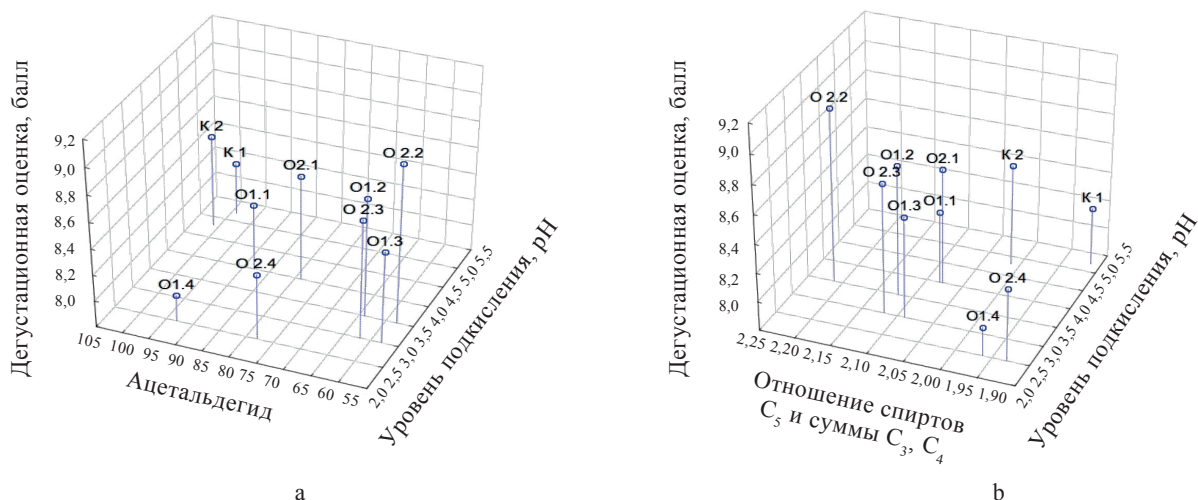 Дегустационная оценка, балл
9,2
9,0
8,8
8,6
8,4
8,2
8,0
К 2
К 1
О2.1
О 2.2
О1.1
О1.2
О 2.3
О1.3
О 2.4
О1.4
105 100 95 90 85 80 75 70 65 60 55
Ацетальдегид
2,0 2,5 3,0 3,5 4,0 4,5 5,0 5,5
Уровень подкисления, рН
а
Дегустационная оценка, балл
9,2
9,0
8,8
8,6
8,4
8,2
8,0
О 2.2
О1.2
О2.1
К 2
О 2.3
О1.3
О1.1
К 1
О 2.4
О1.4
2,25 2,20 2,15 2,10 2,05 2,00 1,95 1,90
Отношение спиртов
С5 и суммы С3, С4
2,0 2,5 3,0 3,5 4,0 4,5 5,0 5,5
Уровень подкисления, рН
b